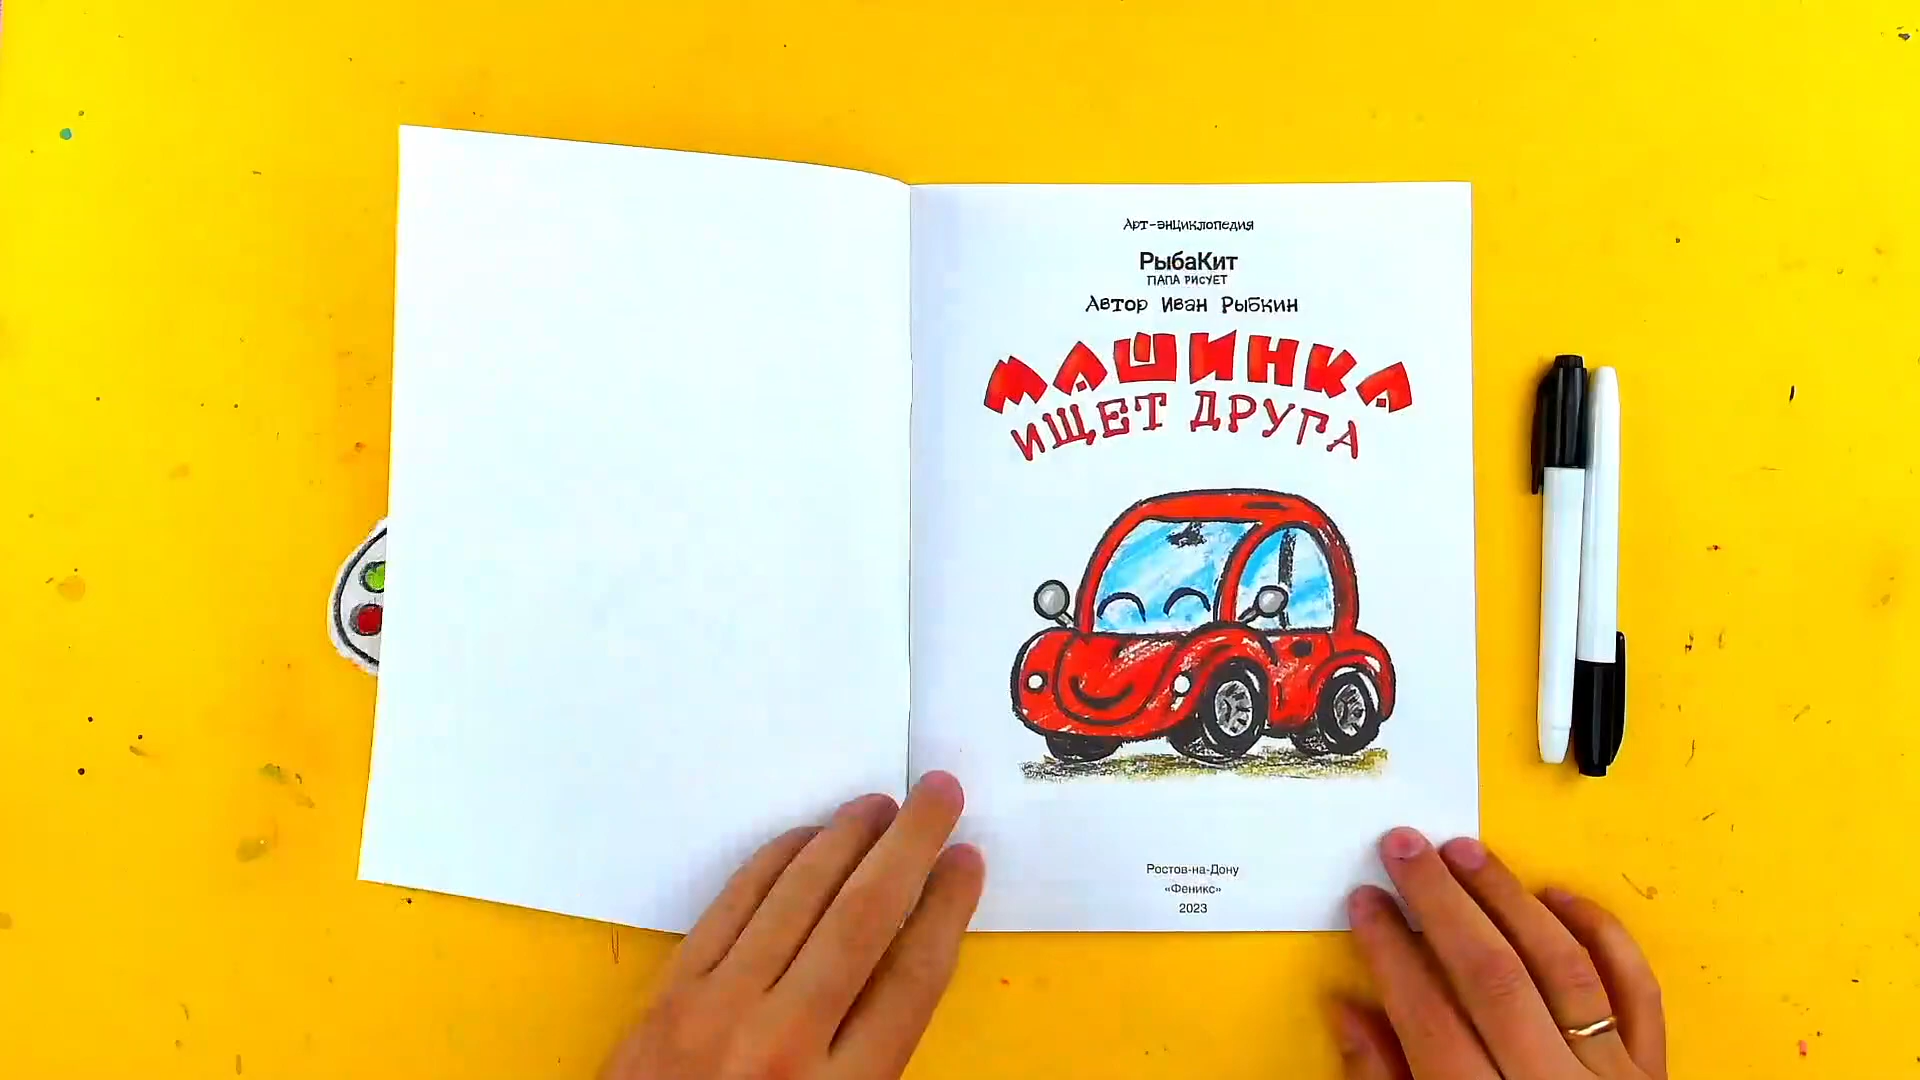 Арт-энциклопедия
РыбаКит
ПАПА РИСУЕТ
Автор Иван Рыбкин
МАШИНКА
ИЩЕТ ДРУГА
Ростов-на-Дону
«Феникс»
2023